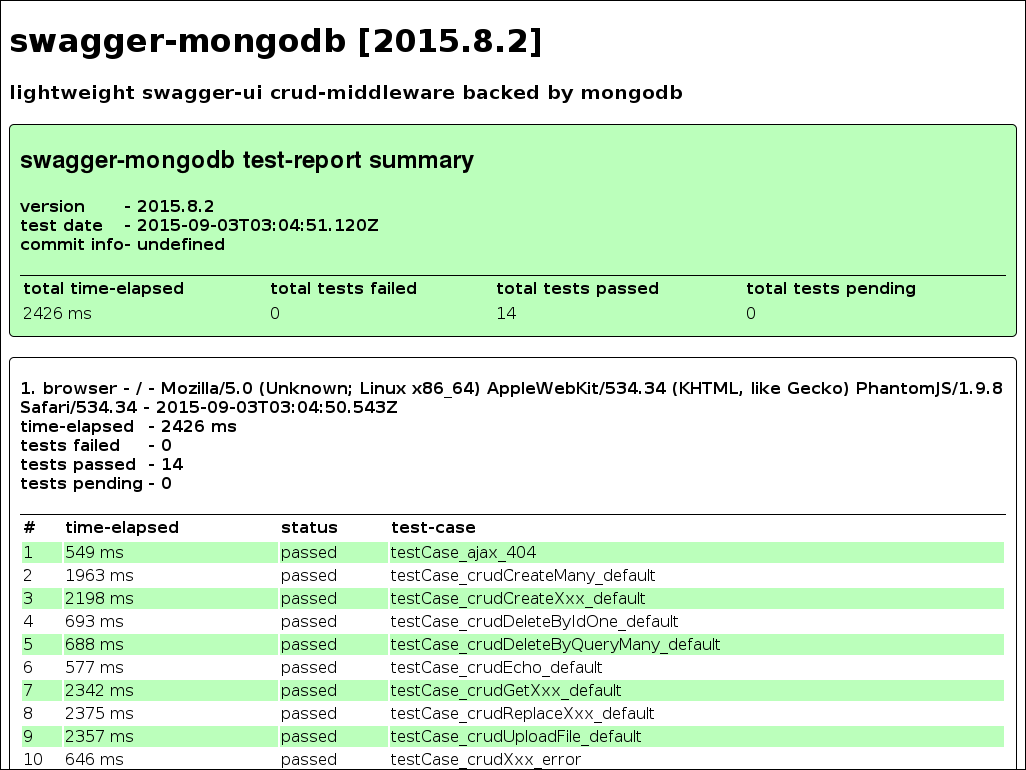 swagger-mongodb [2015.8.2]
lightweight swagger-ui crud-middleware backed by mongodb
swagger-mongodb test-report summary
version - 2015.8.2
test date - 2015-09-03T03:04:51.120Z
commit info- undefined
total time-elapsed total tests failed total tests passed total tests pending
2426 ms 0 14 0
1. browser - / - Mozilla/5.0 (Unknown; Linux x86_64) AppleWebKit/534.34 (KHTML, like Gecko) PhantomJS/1.9.8
Safari/534.34 - 2015-09-03T03:04:50.543Z
time-elapsed - 2426 ms
tests failed - 0
tests passed - 14
tests pending - 0
# time-elapsed status test-case
1 549 ms passed testCase_ajax_404
2 1963 ms passed testCase_crudCreateMany_default
3 2198 ms passed testCase_crudCreateXxx_default
4 693 ms passed testCase_crudDeleteByIdOne_default
5 688 ms passed testCase_crudDeleteByQueryMany_default
6 577 ms passed testCase_crudEcho_default
7 2342 ms passed testCase_crudGetXxx_default
8 2375 ms passed testCase_crudReplaceXxx_default
9 2357 ms passed testCase_crudUploadFile_default
10 646 ms passed testCase_crudXxx_error